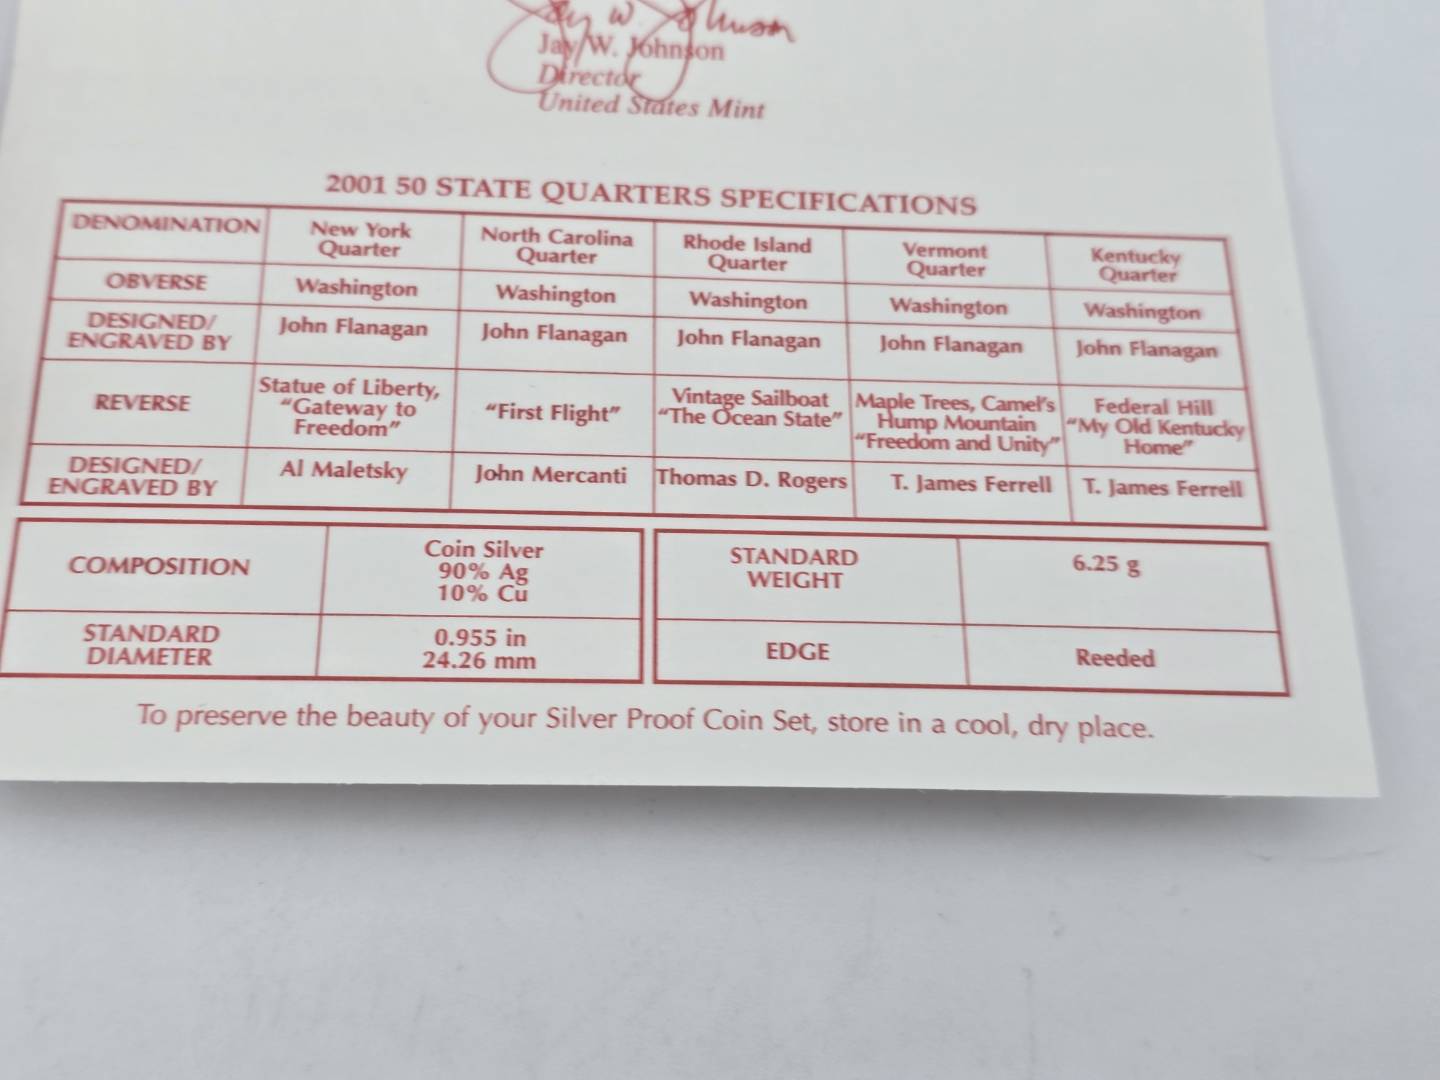 Jay W. Johnson
Jay W. Johnson
Director
United States Mint
2001 50 STATE QUARTERS SPECIFICATIONS
DENOMINATION
New York
Quarter
North Carolina
Quarter
Rhode Island
Quarter
Vermont
Quarter
Kentucky
Quarter
OBVERSE
Washington
Washington
Washington
Washington
Washington
DESIGNED/
ENGRAVED BY
John Flanagan
John Flanagan
John Flanagan
John Flanagan
John Flanagan
REVERSE
Statue of Liberty,
“Gateway to
Freedom”
“First Flight”
Vintage Sailboat
“The Ocean State”
Maple Trees, Camel’s
Hump Mountain
“Freedom and Unity”
Federal Hill
“My Old Kentucky
Home”
DESIGNED/
ENGRAVED BY
Al Maletsky
John Mercanti
Thomas D. Rogers
T. James Ferrell
T. James Ferrell
COMPOSITION
Coin Silver
90% Ag
10% Cu
STANDARD
WEIGHT
6.25 g
STANDARD
DIAMETER
0.955 in
24.26 mm
EDGE
Reeded
To preserve the beauty of your Silver Proof Coin Set, store in a cool, dry place.